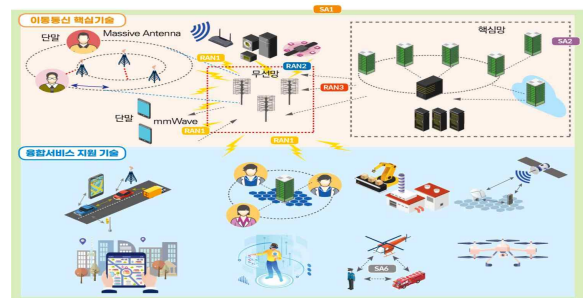 SA1
이동통신 핵심기술
단말
Massive Antenna
핵심망
SA2
RAN1
RAN2
무선망
RAN3
단말
mmWave
RAN1
RAN1
융합서비스 지원 기술
SA6